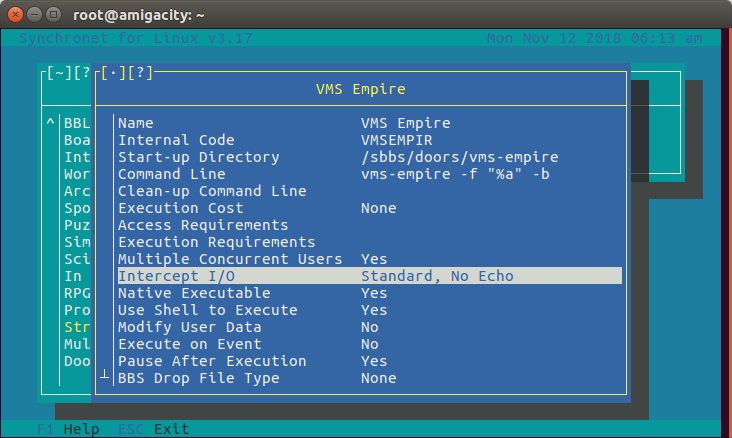 root@amigacity: ~
Synchronet for Linux v3.17 Mon Nov 12 2018 06:13 am
[~][? [·][?]
VMS Empire
^ BBL Name VMS Empire
Boa Internal Code VMSEMPIR
Int Start-up Directory /sbbs/doors/vms-empire
Wor Command Line vms-empire -f "%a" -b
Arc Clean-up Command Line
Spo Execution Cost None
Puz Access Requirements
Sim Execution Requirements
Sci Multiple Concurrent Users Yes
In Intercept I/O Standard, No Echo
RPG Native Executable Yes
Pro Use Shell to Execute Yes
Str Modify User Data No
Mul Execute on Event No
Doo Pause After Execution Yes
BBS Drop File Type None
F1 Help ESC Exit